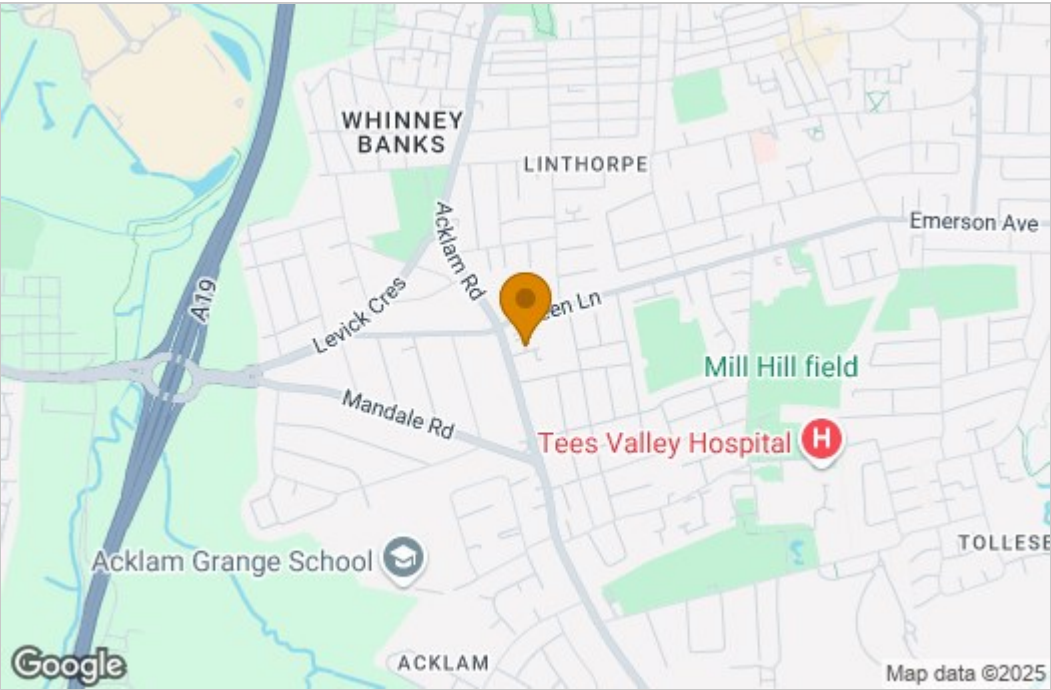 WHINNEY
BANKS
LINTHORPE
Emerson Ave
Acklam Rd
A19
Levick Cres
Mill Hill field
Mandale Rd
Tees Valley Hospital
H
Acklam Grange School
ACKLAM
Google
Map data ©2025